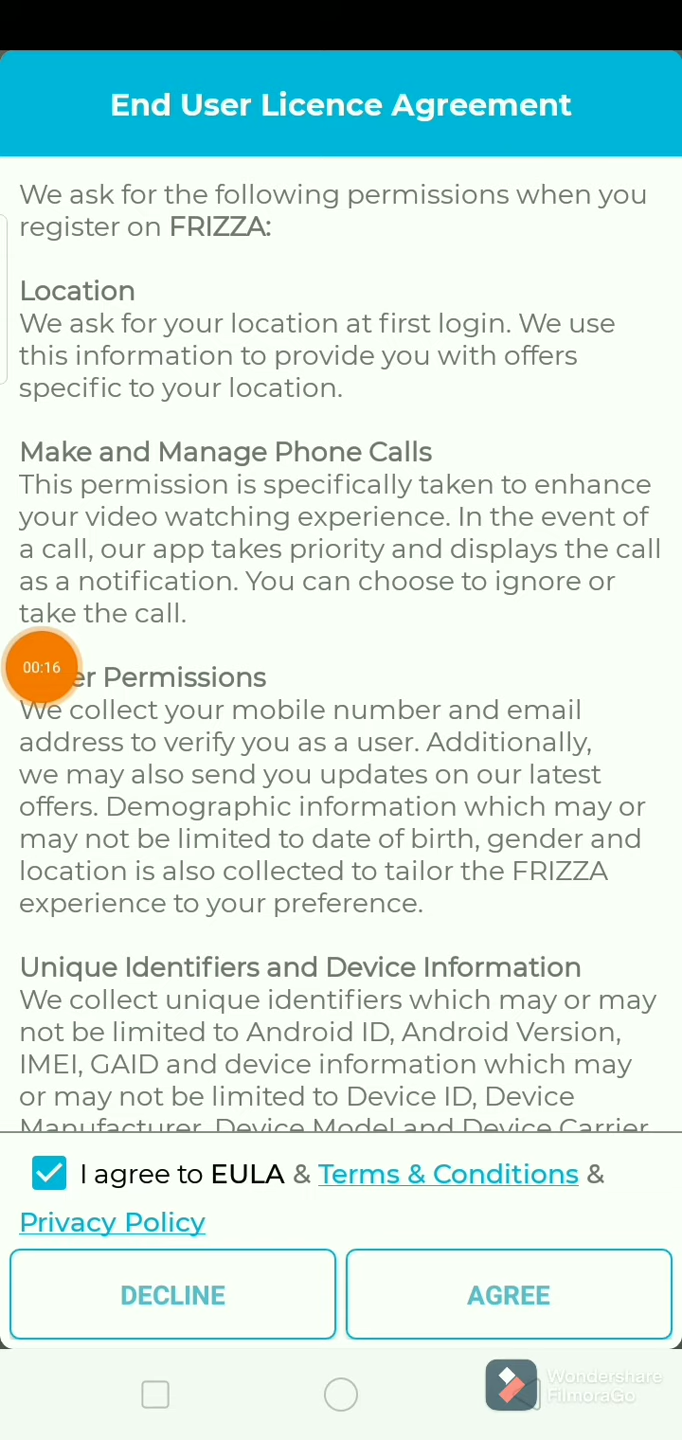 End User Licence Agreement
We ask for the following permissions when you
register on FRIZZA:
Location
We ask for your location at first login. We use
this information to provide you with offers
specific to your location.
Make and Manage Phone Calls
This permission is specifically taken to enhance
your video watching experience. In the event of
a call, our app takes priority and displays the call
as a notification. You can choose to ignore or
take the call.
00:16
er Permissions
We collect your mobile number and email
address to verify you as a user. Additionally,
we may also send you updates on our latest
offers. Demographic information which may or
may not be limited to date of birth, gender and
location is also collected to tailor the FRIZZA
experience to your preference.
Unique Identifiers and Device Information
We collect unique identifiers which may or may
not be limited to Android ID, Android Version,
IMEI, GAID and device information which may
or may not be limited to Device ID, Device
Manufacturer, Device Model and Device Carrier
I agree to EULA & Terms & Conditions &
Privacy Policy
DECLINE
AGREE
Wondershare
FilmoraGo